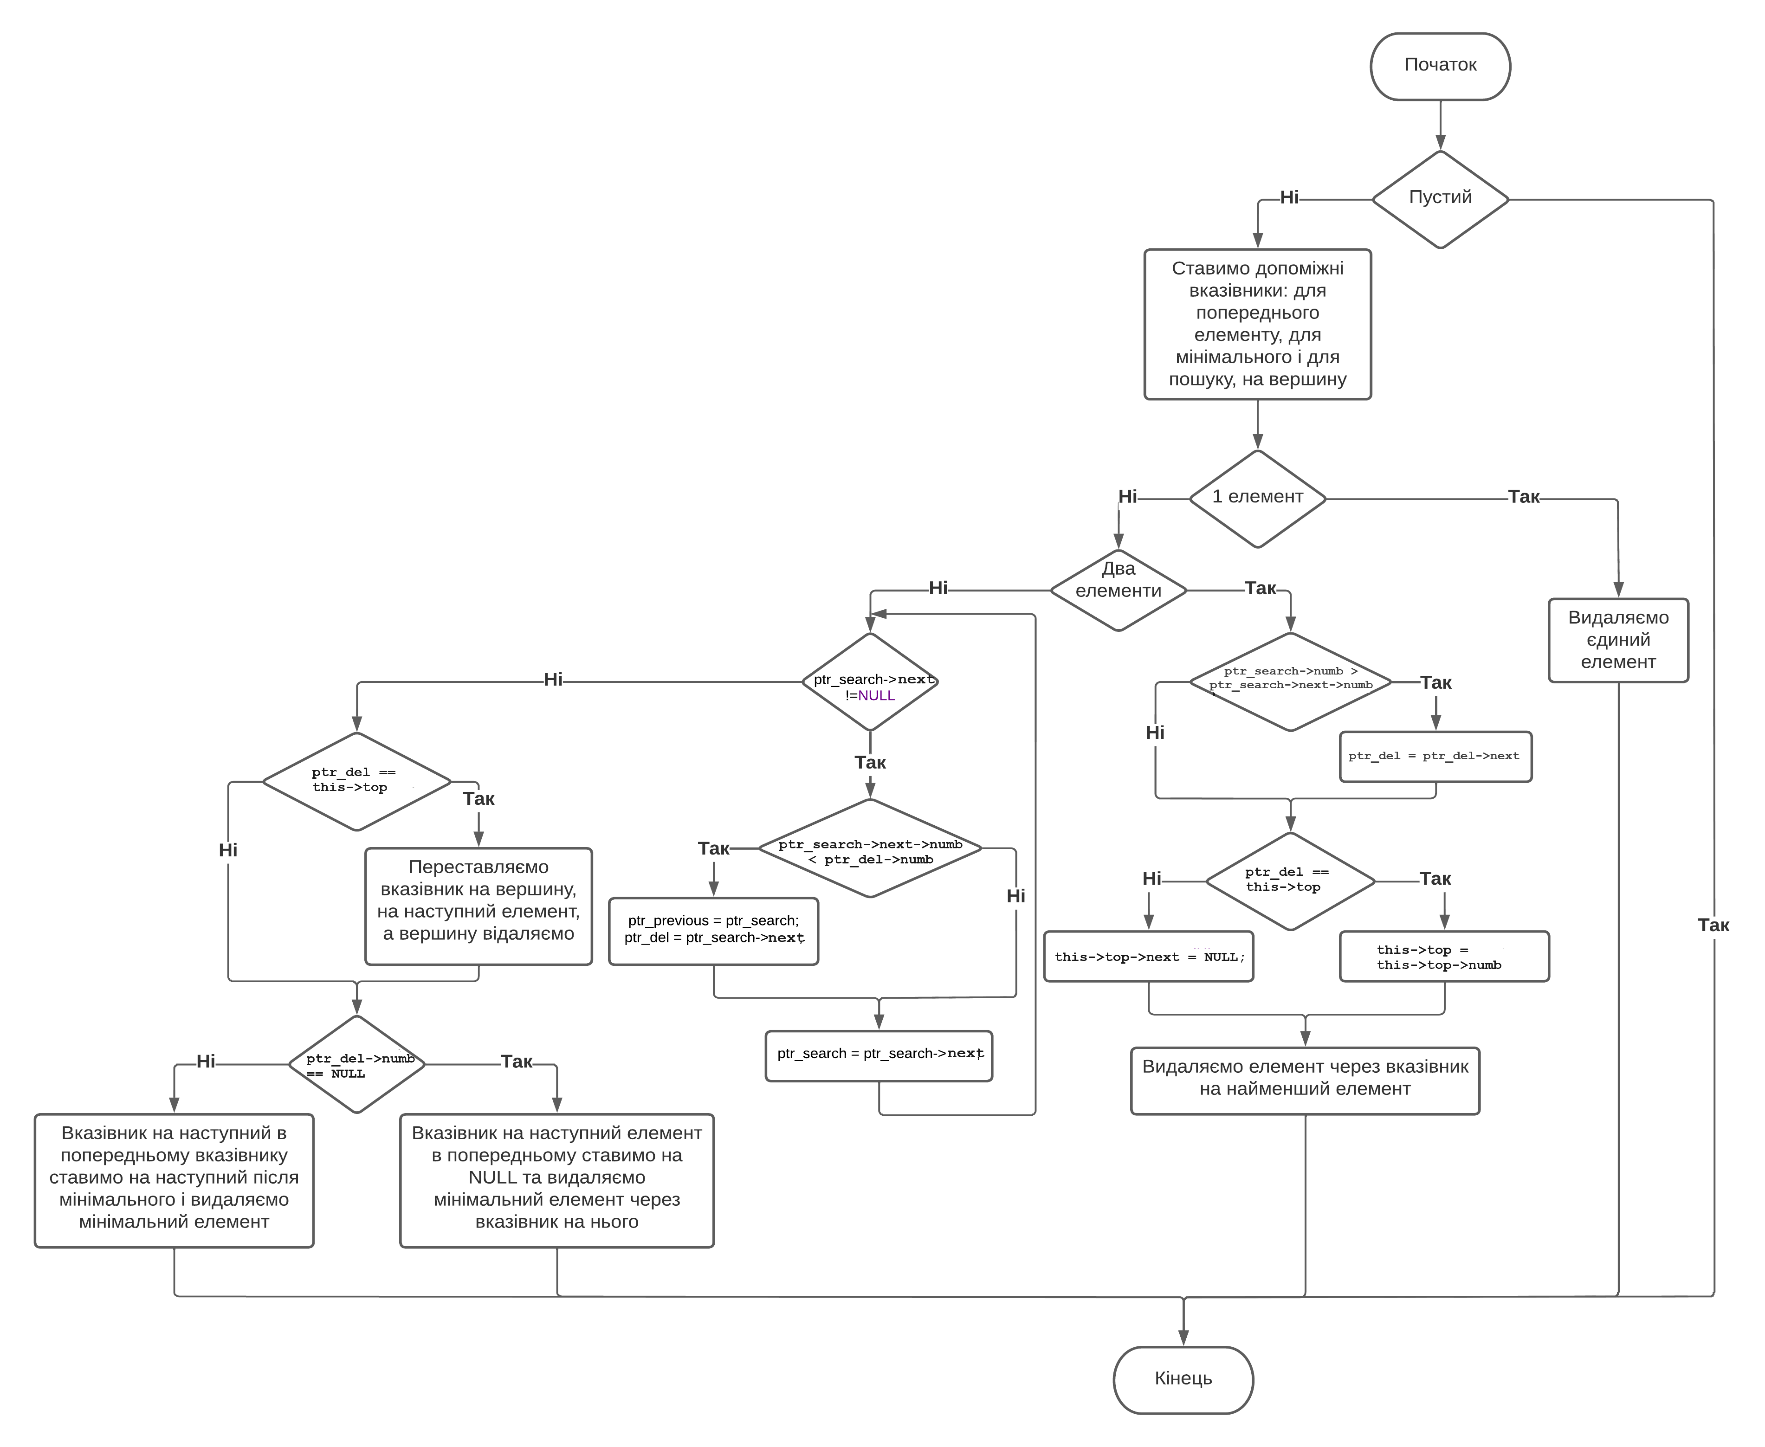 Початок
Пустий
Ні
Ставимо допоміжні
вказівники: для
попереднього
елементу, для
мінімального і для
пошуку, на вершину
1 елемент
Ні
Так
Два
елементи
Ні
Так
Видаляємо
єдиний
елемент
ptr_search->next
!=NULL
Ні
ptr_search->numb >
ptr_search->next->numb
Так
Ні
ptr_del = ptr_del->next
Так
ptr_del ==
this->top
Так
Ні
Переставляємо
вказівник на вершину,
на наступний елемент,
а вершину відаляємо
ptr_search->next->numb
< ptr_del->numb
Так
Ні
ptr_previous = ptr_search;
ptr_del = ptr_search->next
ptr_del ==
this->top
Ні
Так
this->top->next = NULL;
this->top =
this->top->numb
Так
ptr_search = ptr_search->next
ptr_del->numb
== NULL
Ні
Так
Видаляємо елемент через вказівник
на найменший елемент
Вказівник на наступний в
попередньому вказівнику
ставимо на наступний після
мінімального і видаляємо
мінімальний елемент
Вказівник на наступний елемент
в попередньому ставимо на
NULL та видаляємо
мінімальний елемент через
вказівник на нього
Кінець